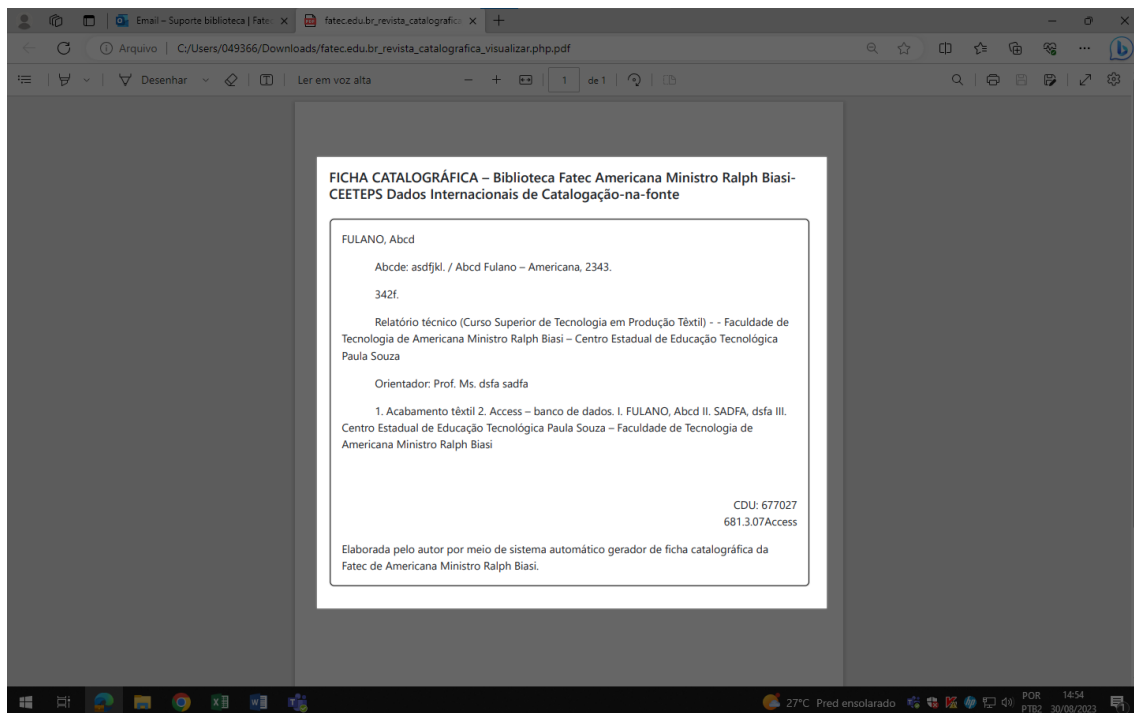 Email – Suporte biblioteca | Fatec
fatec.edu.br_revista_catalografica
Arquivo
C:/Users/049366/Downloads/fatec.edu.br_revista_catalografica_visualizar.php.pdf
Desenhar
Ler em voz alta
1
de 1
FICHA CATALOGRÁFICA – Biblioteca Fatec Americana Ministro Ralph Biasi-
CEETEPS Dados Internacionais de Catalogação-na-fonte
FULANO, Abcd
Abcde: asdfjkl. / Abcd Fulano – Americana, 2343.
342f.
Relatório técnico (Curso Superior de Tecnologia em Produção Têxtil) - - Faculdade de
Tecnologia de Americana Ministro Ralph Biasi – Centro Estadual de Educação Tecnológica
Paula Souza
Orientador: Prof. Ms. dsfa sadfa
1. Acabamento têxtil 2. Access – banco de dados. I. FULANO, Abcd II. SADFA, dsfa III.
Centro Estadual de Educação Tecnológica Paula Souza – Faculdade de Tecnologia de
Americana Ministro Ralph Biasi
CDU: 677027
681.3.07Access
Elaborada pelo autor por meio de sistema automático gerador de ficha catalográfica da
Fatec de Americana Ministro Ralph Biasi.
27°C Pred ensolarado
POR
PTB2
14:54
30/08/2023